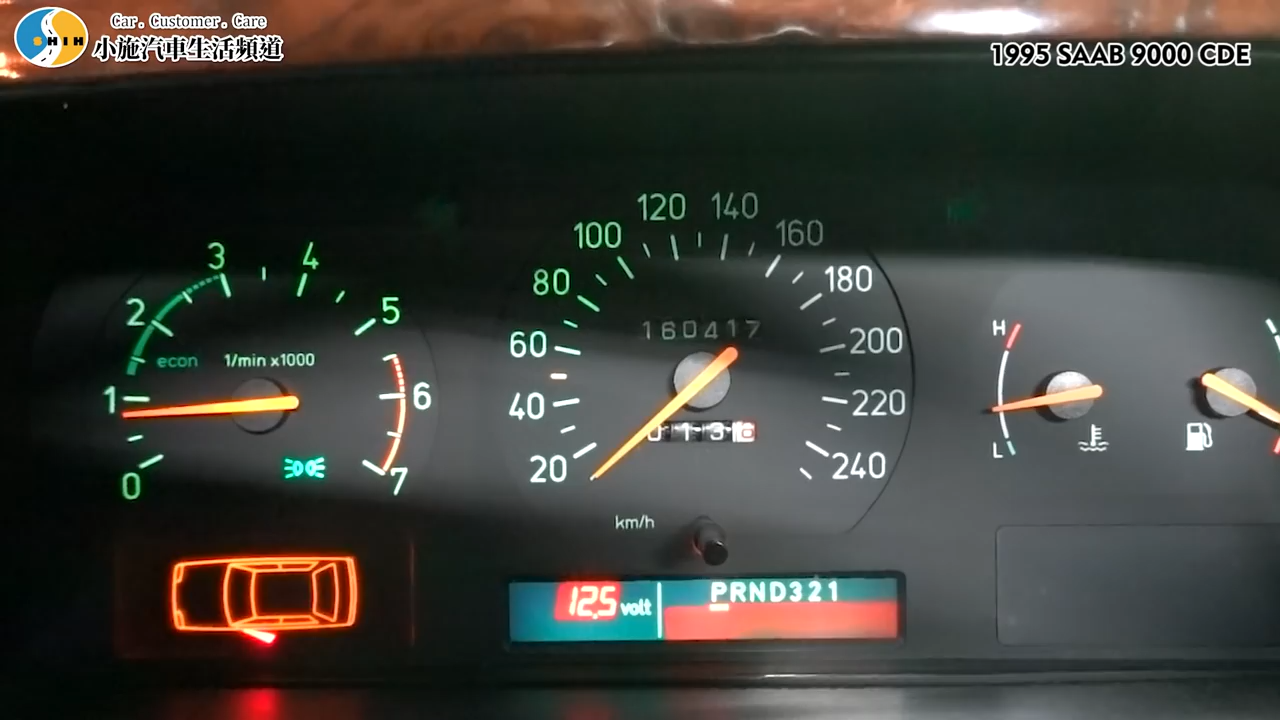 Car. Customer. Care
SHIH
小施汽車生活頻道
1995 SAAB 9000 CDE
0 1 2 3 4 5 6 7
econ 1/min x1000
20 40 60 80 100 120 140 160 180 200 220 240
160417
km/h
H
L
12.5 volt
PRND321